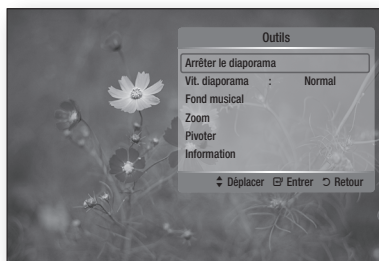 Outils
Arrêter le diaporama
Vit. diaporama : Normal
Fond musical
Zoom
Pivoter
Information
Déplacer Entrer Retour